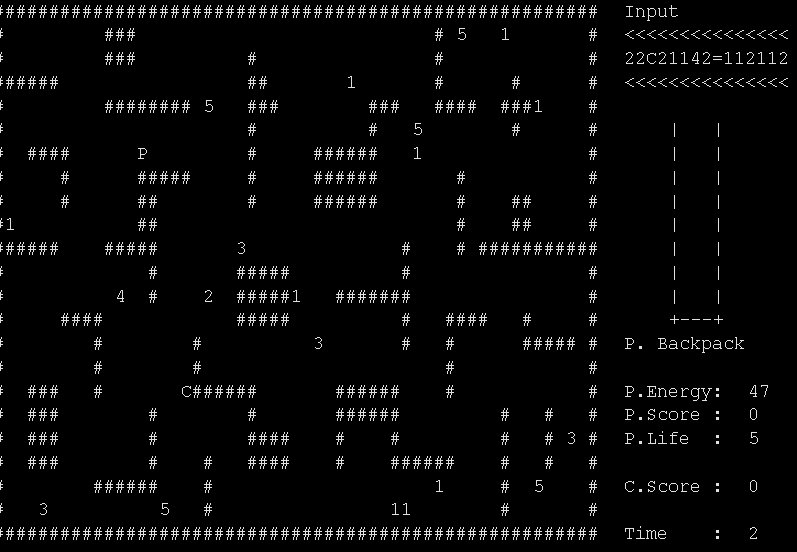 #######################################################  Input
#         ###                           # 5   1       #  <<<<<<<<<<<<<<<
#         ###          #                #             #  22C21142=112112
#####                  ##       1       #      #      #  <<<<<<<<<<<<<<<
#         ######## 5   ###        ###   ####  ###1    #
#                      #          #   5        #      #      |   |
#  ####      P         #     ######   1               #      |   |
#     #      #####     #     ######       #           #      |   |
#     #      ##        #     ######       #    ##     #      |   |
#1           ##                           #    ##     #      |   |
#####    #####       3              #    # ###########      |   |
#             #       #####          #                #      |   |
#          4  #    2  #####1   #######                #      |   |
#     ####            #####          #   ####   #     #      +---+
#        #        #          3       #   #      ##### #  P. Backpack
#        #        #                      #            #
#  ###   #       C######       ######    #            #  P.Energy:  47
#  ###        #        #       ######         #   #   #  P.Score :  0
#  ###        #        ####    #    #         #   # 3 #  P.Life  :  5
#  ###        #    #   ####    #    ######    #   #   #
#        ######    #                    1     #  5    #  C.Score :  0
#   3          5   #                11        #       #
#######################################################  Time    :  2